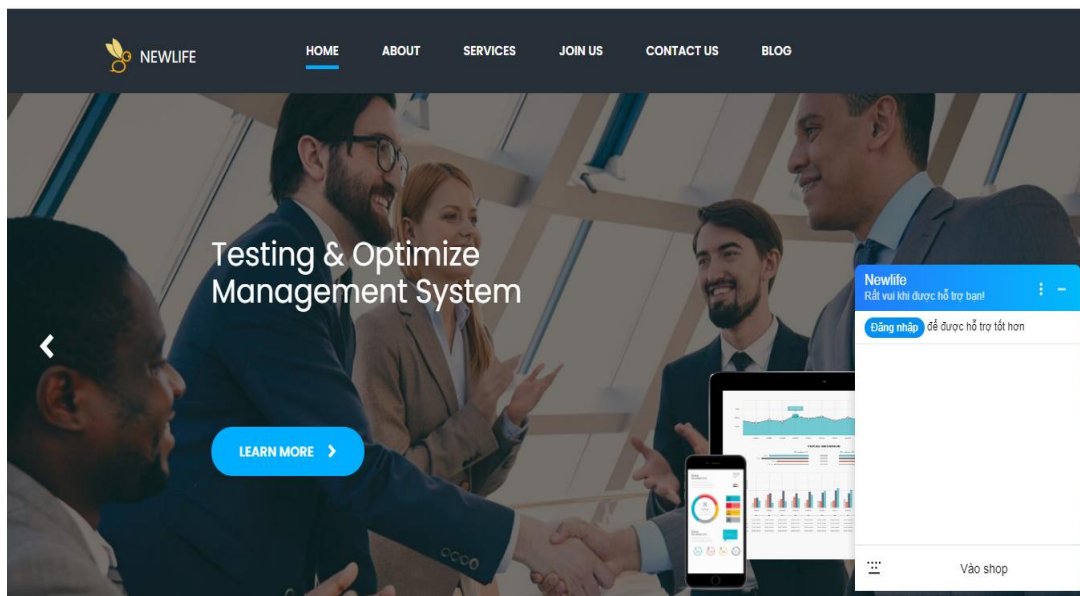 NEWLIFE
HOME
ABOUT
SERVICES
JOIN US
CONTACT US
BLOG
Testing & Optimize
Management System
LEARN MORE
Newlife
Rất vui khi được hỗ trợ bạn!
Đăng nhập để được hỗ trợ tốt hơn
Vào shop